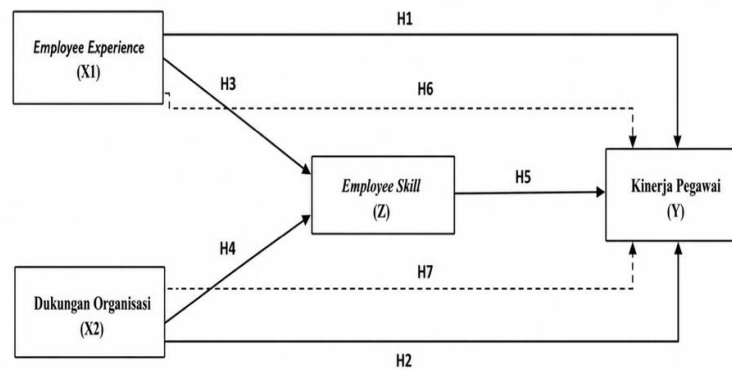 H1
Employee Experience
(X1)
H3
H6
Employee Skill
(Z)
H5
Kinerja Pegawai
(Y)
H4
H7
Dukungan Organisasi
(X2)
H2